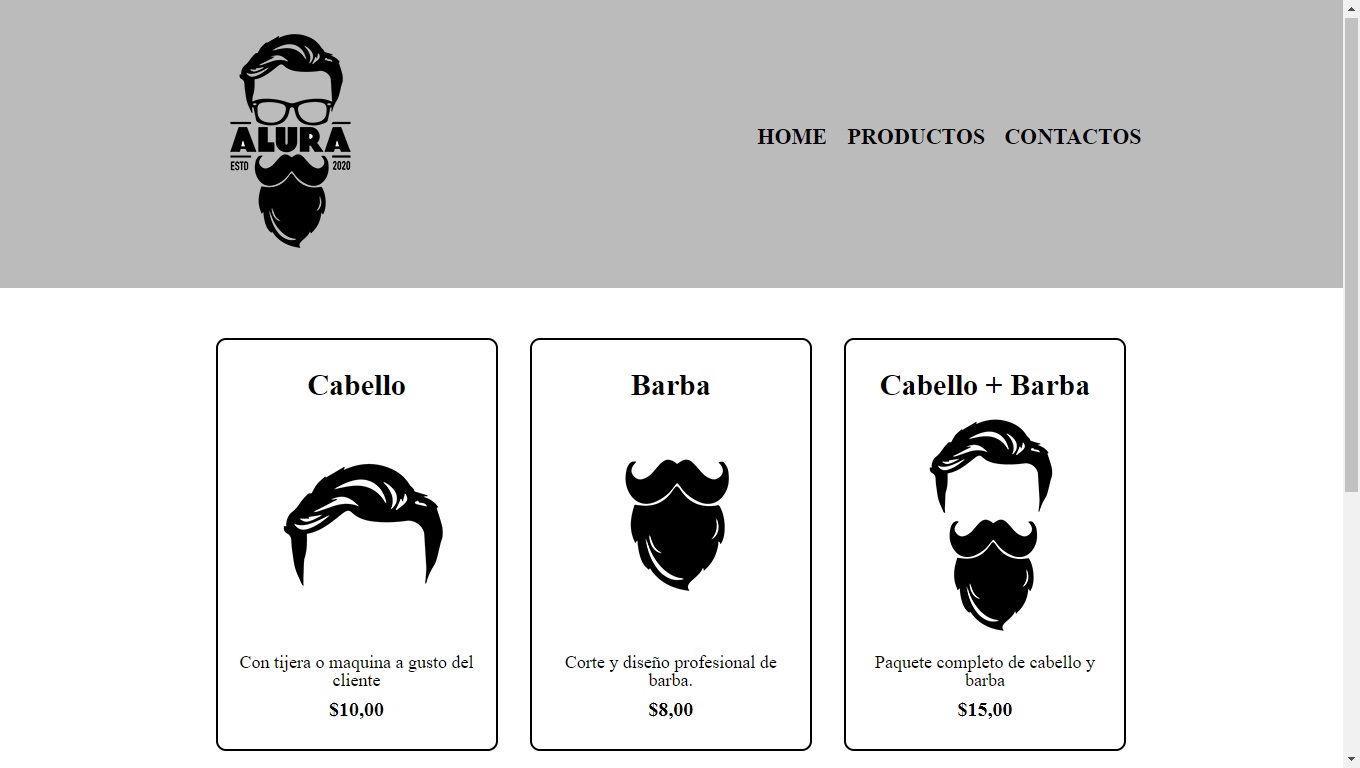 ALURA
ESTD 2020
HOME PRODUCTOS CONTACTOS
Cabello
Con tijera o maquina a gusto del
cliente
$10,00
Barba
Corte y diseño profesional de
barba.
$8,00
Cabello + Barba
Paquete completo de cabello y
barba
$15,00